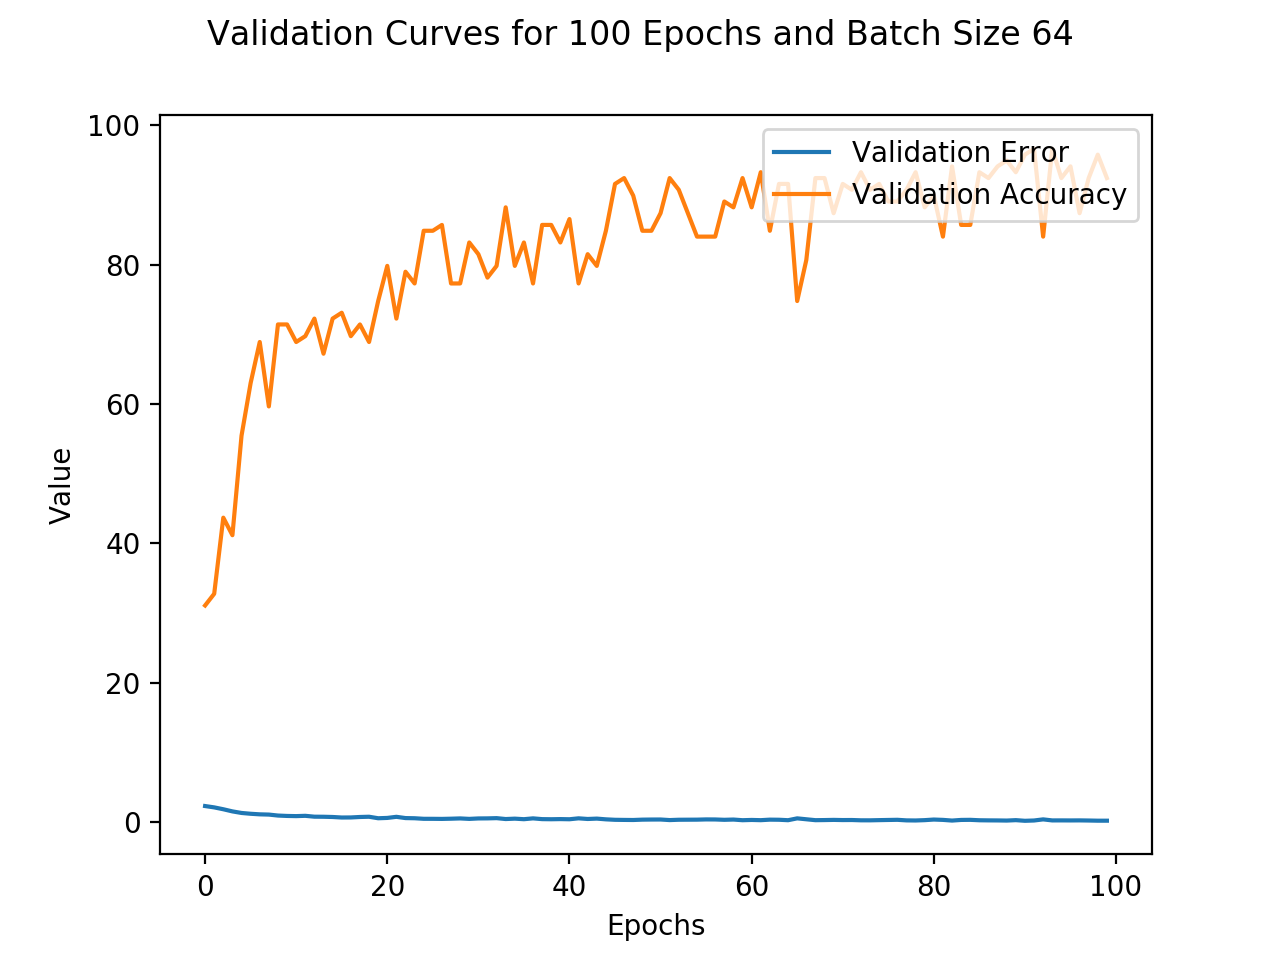 Validation Curves for 100 Epochs and Batch Size 64
100
80
60
40
20
0
Value
Validation Error
Validation Accuracy
0 20 40 60 80 100
Epochs